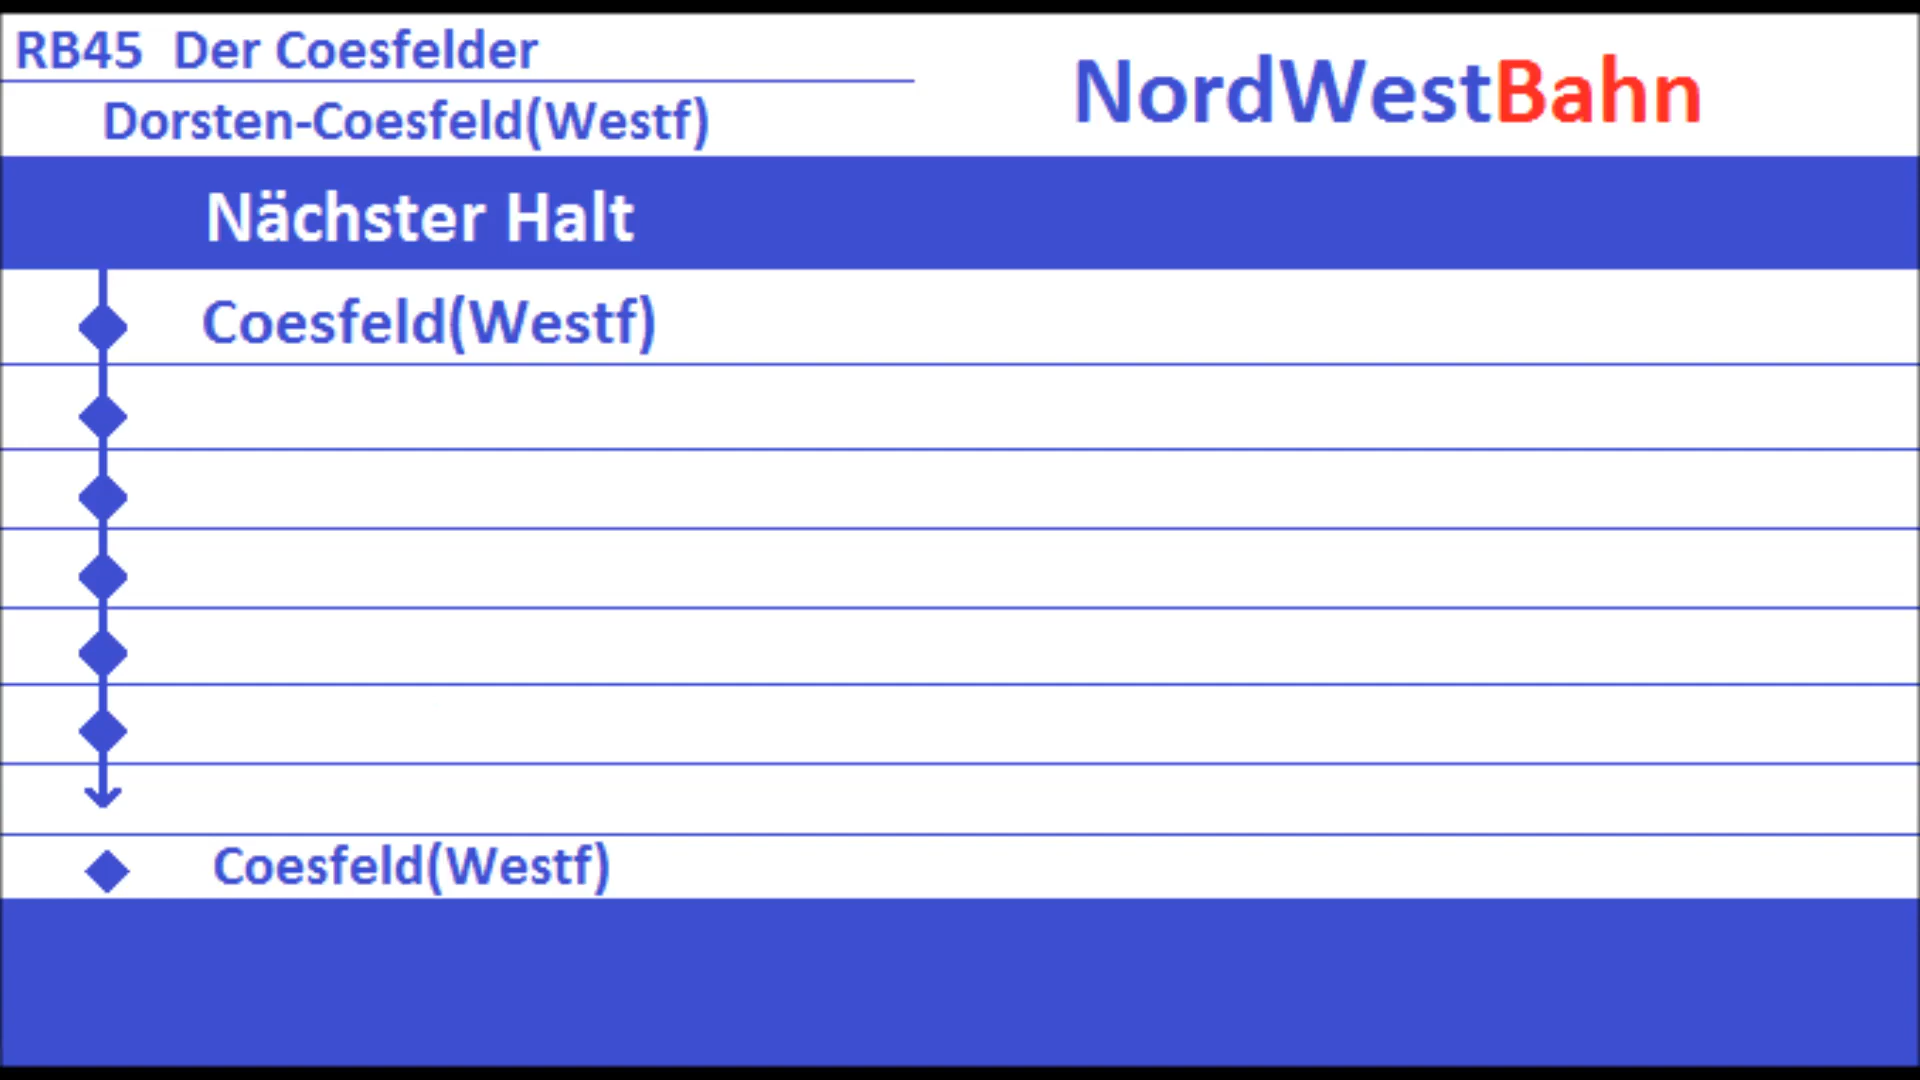 RB45 Der Coesfelder
Dorsten-Coesfeld(Westf)
NordWestBahn
Nächster Halt
Coesfeld(Westf)
Coesfeld(Westf)